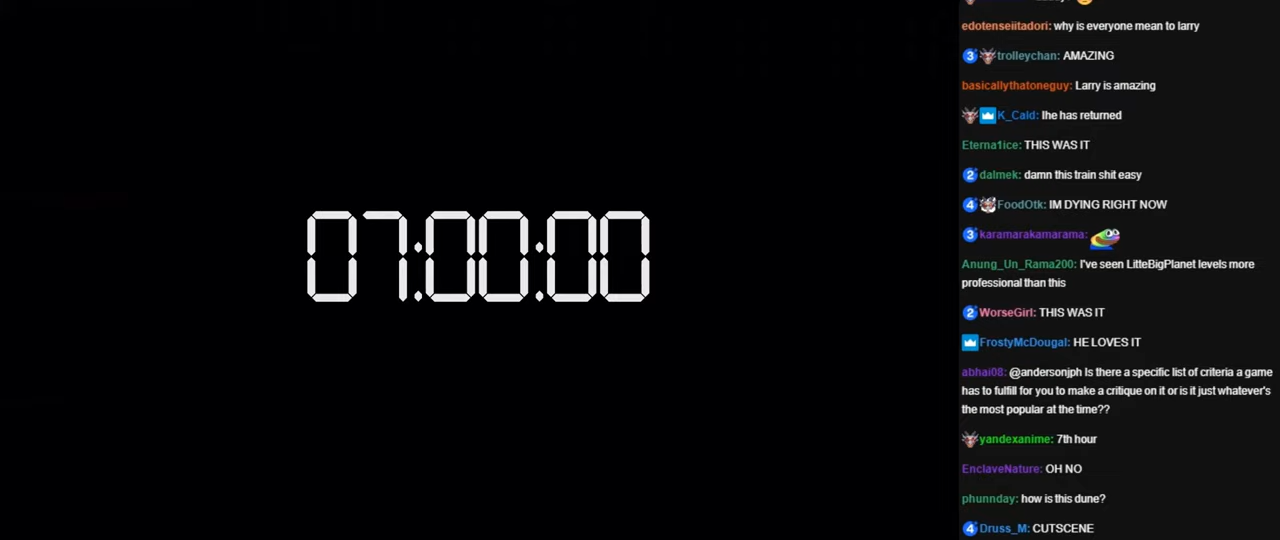 07:00:00
edotenseiitadori: why is everyone mean to larry
3 trolleychan: AMAZING
basicallythatoneguy: Larry is amazing
K_Cald: lhe has returned
Eterna1ice: THIS WAS IT
2 dalmek: damn this train shit easy
4 FoodOtk: IM DYING RIGHT NOW
3 karamarakamarama:
Anung_Un_Rama200: I've seen LitteBigPlanet levels more
professional than this
2 WorseGirl: THIS WAS IT
FrostyMcDougal: HE LOVES IT
abhai08: @andersonjph Is there a specific list of criteria a game
has to fulfill for you to make a critique on it or is it just whatever's
the most popular at the time??
yandexanime: 7th hour
EnclaveNature: OH NO
phunnday: how is this dune?
4 Druss_M: CUTSCENE